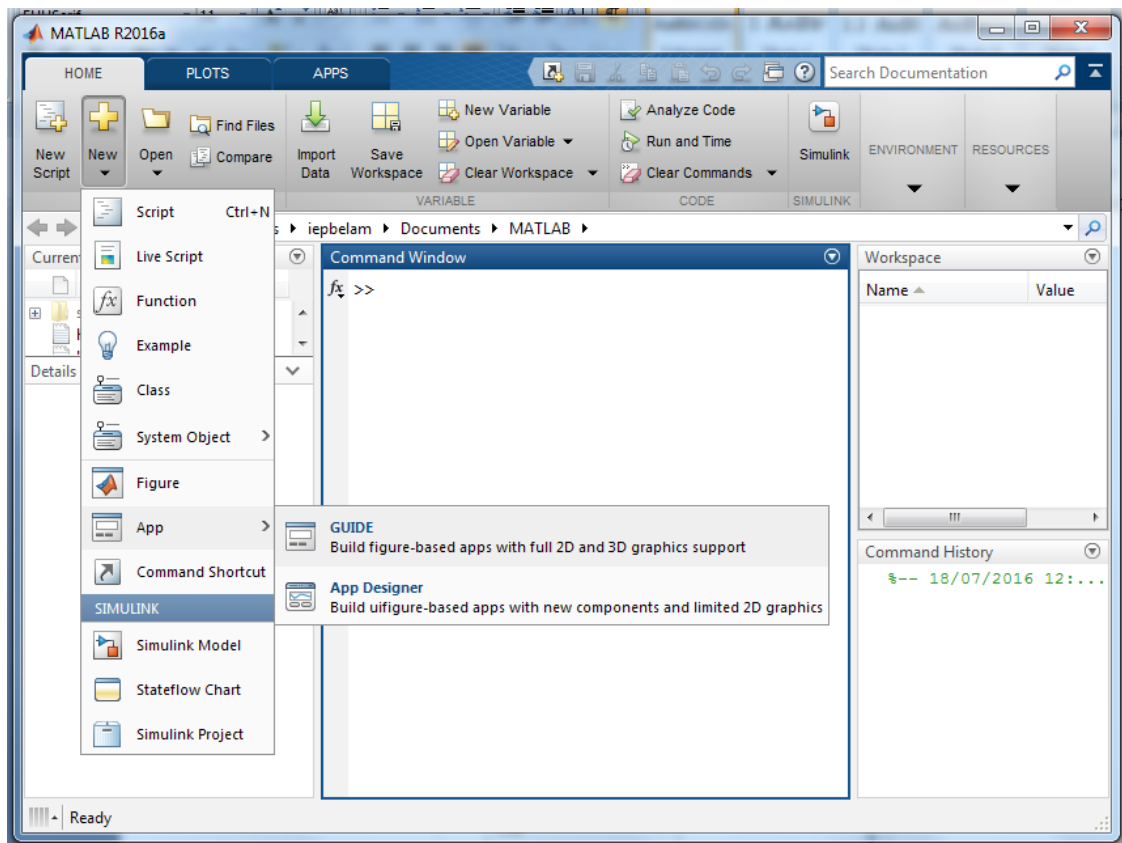 MATLAB R2016a
HOME PLOTS APPS
Search Documentation
New Script
New
Open
Find Files
Compare
Import Data
Save Workspace
New Variable
Open Variable
Clear Workspace
Analyze Code
Run and Time
Clear Commands
Simulink
ENVIRONMENT
RESOURCES
VARIABLE CODE SIMULINK
iepbelam Documents MATLAB
Script Ctrl+N
Live Script
Function
Example
Class
System Object
Figure
App
Command Shortcut
SIMULINK
Simulink Model
Stateflow Chart
Simulink Project
GUIDE
Build figure-based apps with full 2D and 3D graphics support
App Designer
Build uifigure-based apps with new components and limited 2D graphics
Curren
Details
Command Window
fx >>
Workspace
Name Value
Command History
%-- 18/07/2016 12:...
Ready